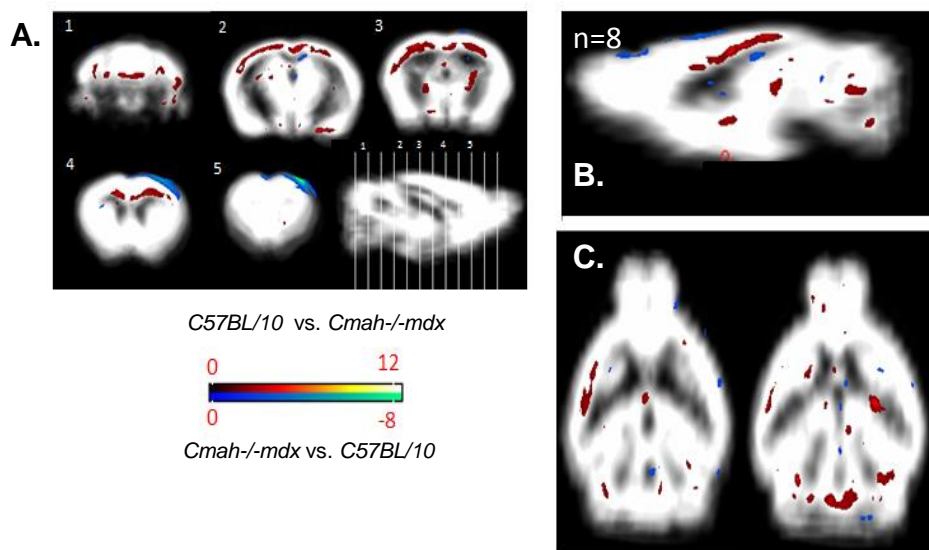 A.
1
2
3
4
5
1 2 3 4 5
n=8
B.
C.
C57BL/10 vs. Cmah-/-mdx
0 12
0 -8
Cmah-/-mdx vs. C57BL/10